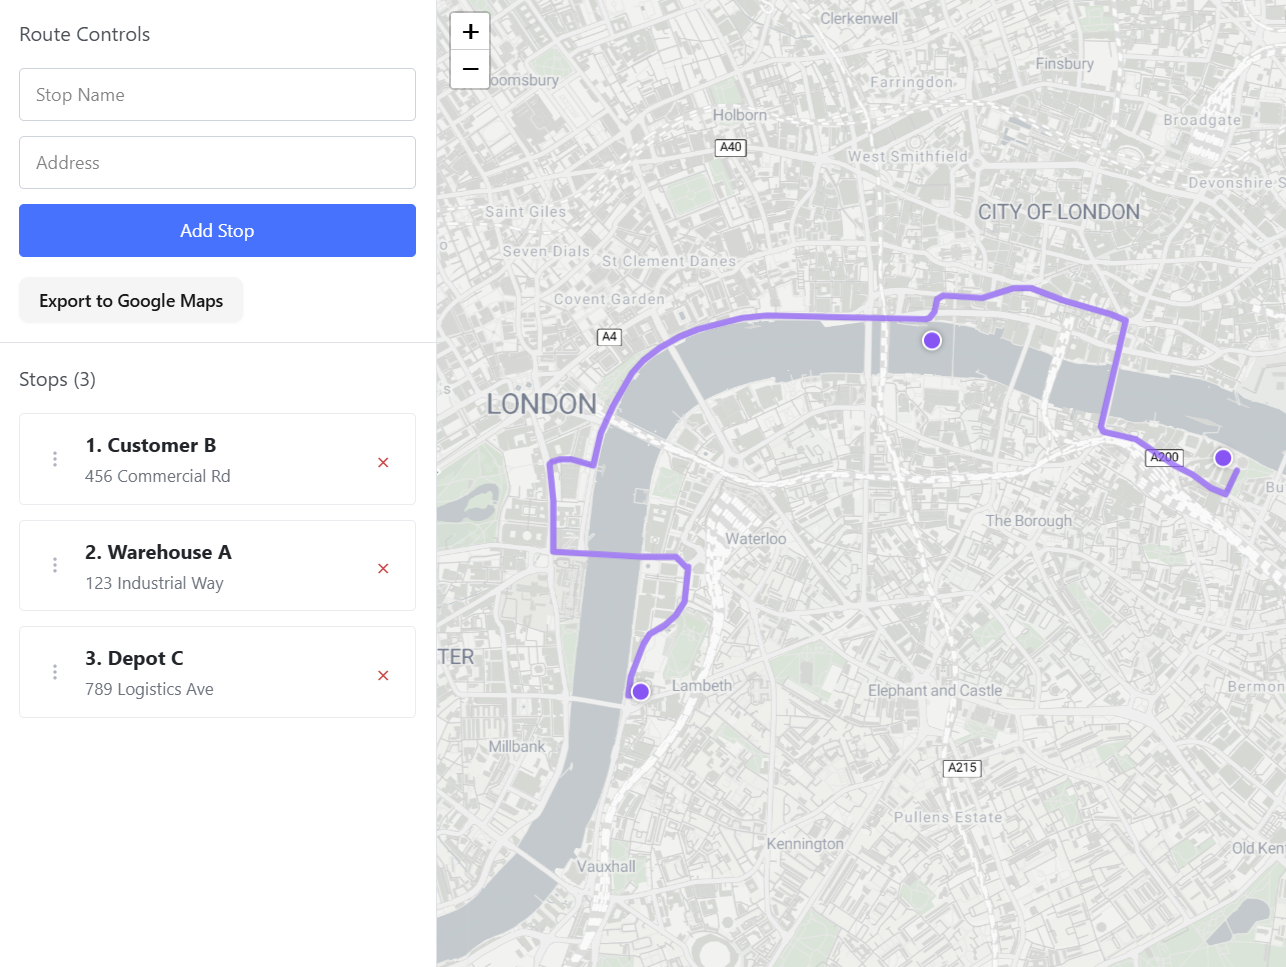 Route Controls
Stop Name
Address
Add Stop
Export to Google Maps
Stops (3)
1. Customer B
456 Commercial Rd
2. Warehouse A
123 Industrial Way
3. Depot C
789 Logistics Ave
+
−
Clerkenwell
oomsbury
Finsbury
Farringdon
Holborn
Broadgate
A40
West Smithfield
Devonshire S
Saint Giles
CITY OF LONDON
o
Seven Dials
St Clement Danes
Covent Garden
A4
s
LONDON
A200
Bu
The Borough
Waterloo
TER
Lambeth
Elephant and Castle
Bermon
Millbank
A215
Pullens Estate
Kennington
Old Kent
Vauxhall